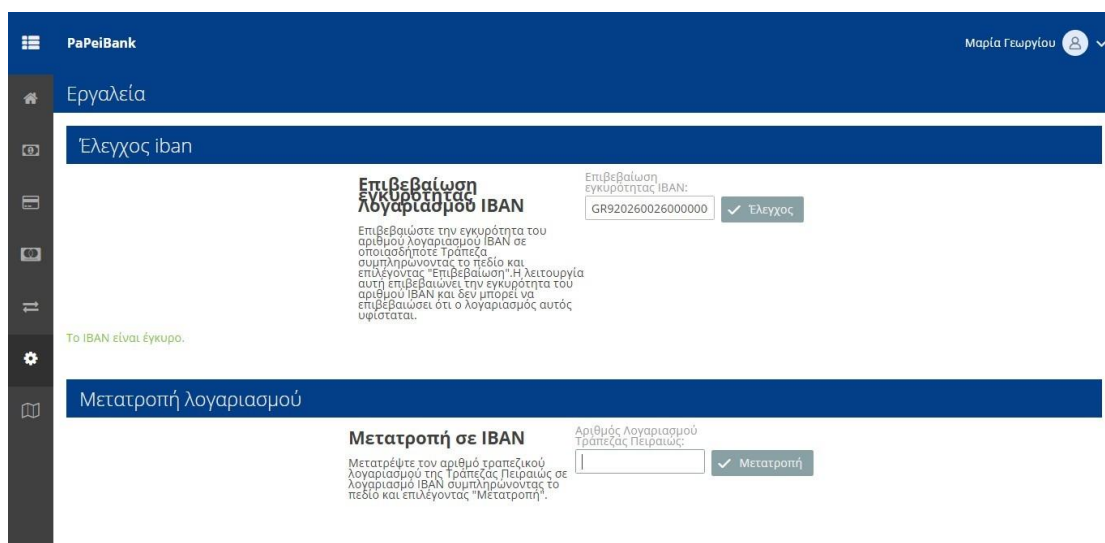 PaPeiBank
Μαρία Γεωργίου
Εργαλεία
Έλεγχος iban
Επιβεβαίωση
εγκυρότητας
Λογαριασμού IBAN
Επιβεβαιώστε την εγκυρότητα του
αριθμού λογαριασμού IBAN σε
οποιασδήποτε Τράπεζα
συμπληρώνοντας το πεδίο και
επιλέγοντας "Επιβεβαίωση".Η λειτουργία
αυτή επιβεβαιώνει την εγκυρότητα του
αριθμού IBAN και δεν μπορεί να
επιβεβαιώσει ότι ο λογαριασμός αυτός
υφίσταται.
Επιβεβαίωση
εγκυρότητας IBAN:
GR920260026000000
Έλεγχος
Το IBAN είναι έγκυρο.
Μετατροπή λογαριασμού
Μετατροπή σε IBAN
Μετατρέψτε τον αριθμό τραπεζικού
λογαριασμού της Τράπεζας Πειραιώς σε
λογαριασμό IBAN συμπληρώνοντας το
πεδίο και επιλέγοντας "Μετατροπή".
Αριθμός Λογαριασμού
Τράπεζας Πειραιώς:
Μετατροπή